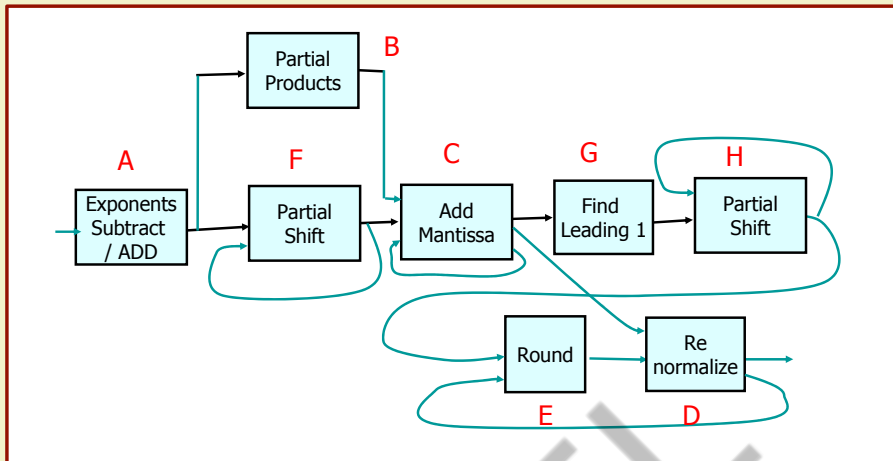 B
Partial
Products
A
F
C
G
H
Exponents
Subtract
/ ADD
Partial
Shift
Add
Mantissa
Find
Leading 1
Partial
Shift
Round
Re
normalize
E
D